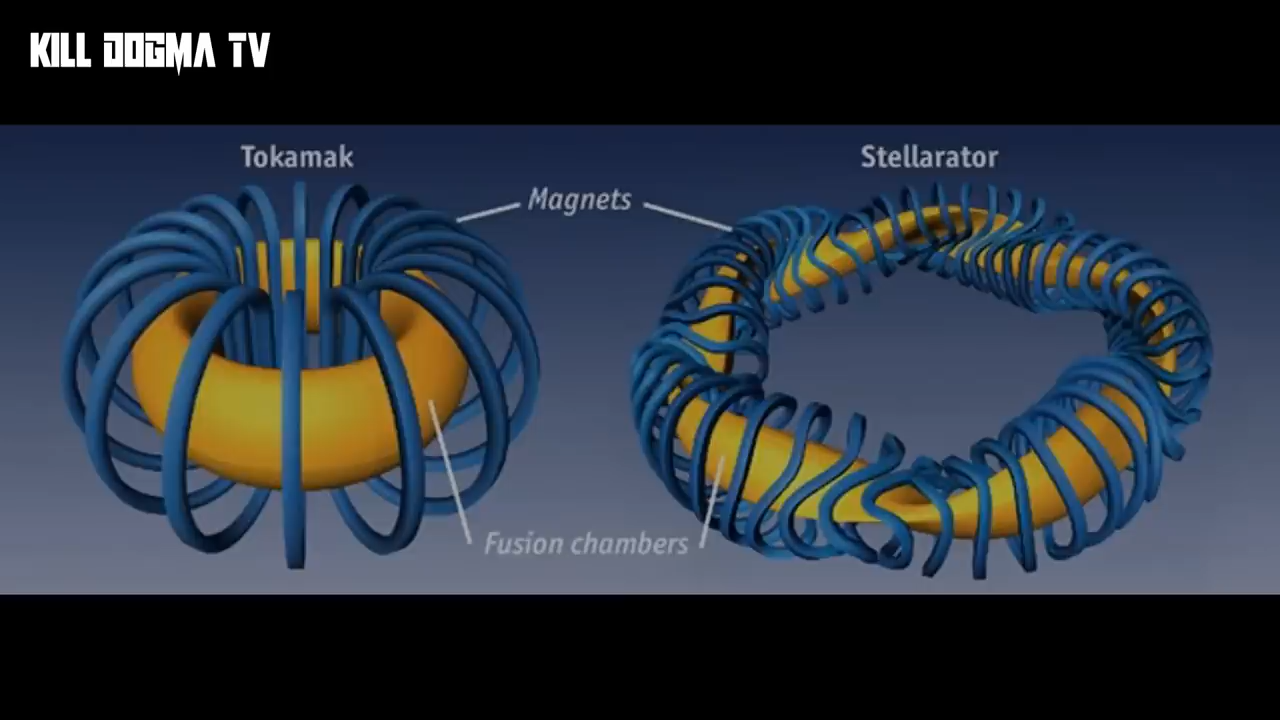 KILL DOGMA TV
Tokamak
Stellarator
Magnets
Fusion chambers